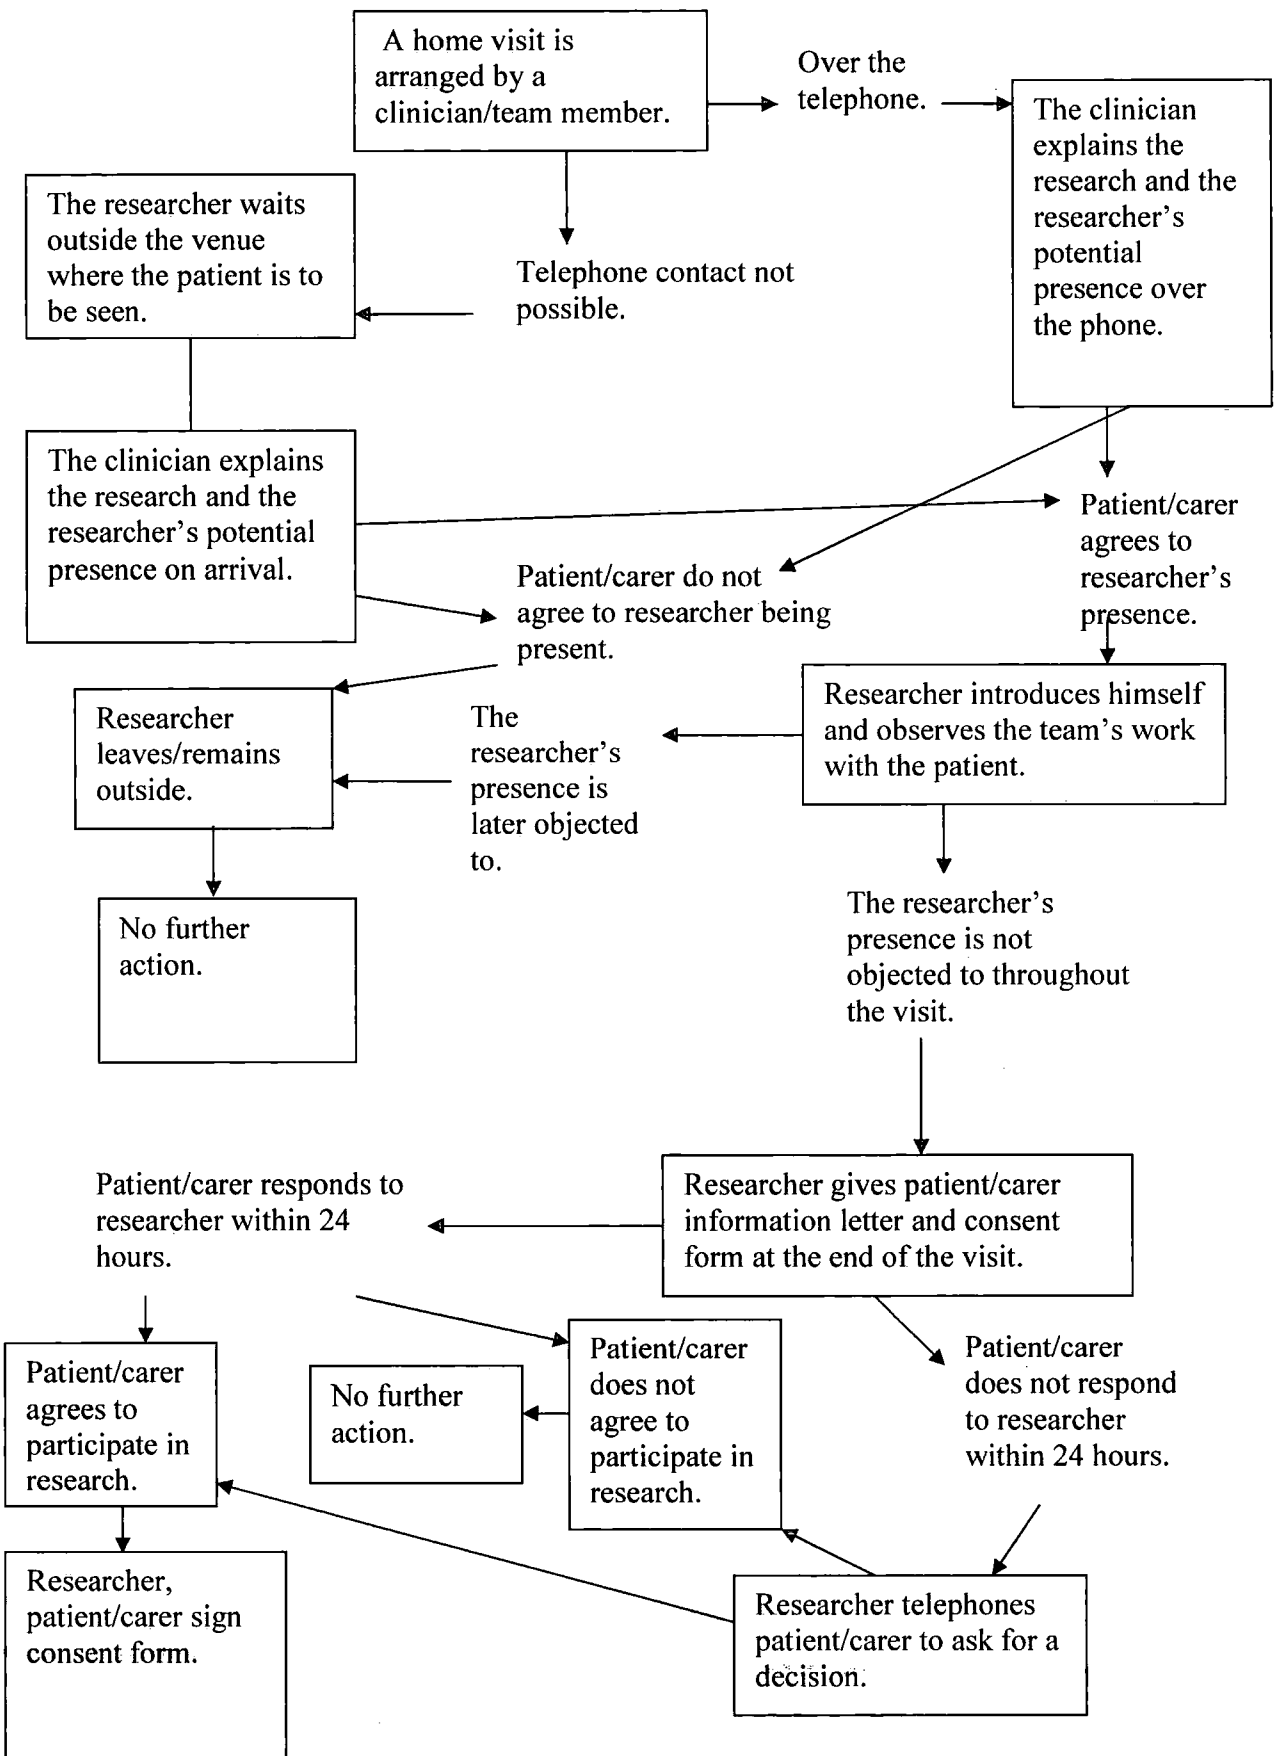 A home visit is
arranged by a
clinician/team member.
Over the
telephone.
The clinician
explains the
research and the
researcher's
potential
presence over
the phone.
The researcher waits
outside the venue
where the patient is to
be seen.
Telephone contact not
possible.
The clinician explains
the research and the
researcher's potential
presence on arrival.
Patient/carer
agrees to
researcher's
presence.
Patient/carer do not
agree to researcher being
present.
Researcher introduces himself
and observes the team's work
with the patient.
Researcher
leaves/remains
outside.
The
researcher's
presence is
later objected
to.
No further
action.
The researcher's
presence is not
objected to throughout
the visit.
Patient/carer responds to
researcher within 24
hours.
Researcher gives patient/carer
information letter and consent
form at the end of the visit.
Patient/carer
agrees to
participate in
research.
No further
action.
Patient/carer
does not
agree to
participate in
research.
Patient/carer
does not respond
to researcher
within 24 hours.
Researcher,
patient/carer sign
consent form.
Researcher telephones
patient/carer to ask for a
decision.